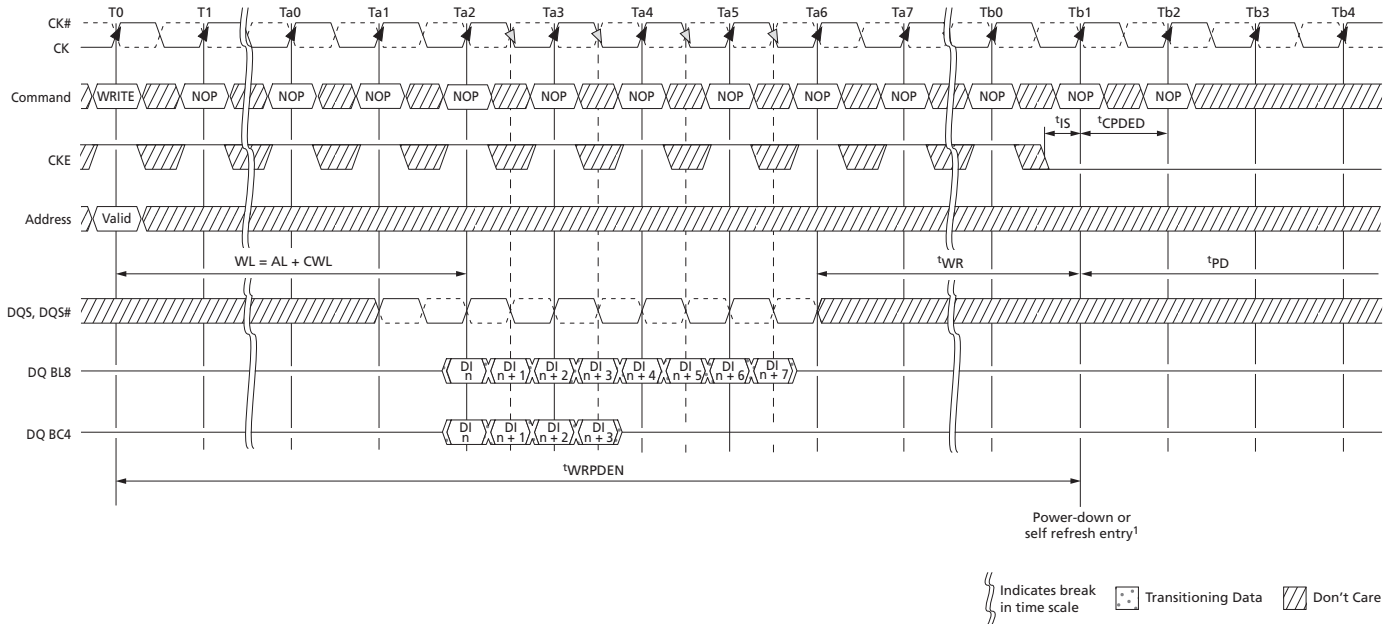 T0 T1 Ta0 Ta1 Ta2 Ta3 Ta4 Ta5 Ta6 Ta7 Tb0 Tb1 Tb2 Tb3 Tb4
CK#
CK
Command WRITE NOP NOP NOP NOP NOP NOP NOP NOP NOP NOP NOP NOP
tIS tCPDED
CKE
Address Valid
WL = AL + CWL tWR tPD
DQS, DQS#
DQ BL8 DI n DI n + 1 DI n + 2 DI n + 3 DI n + 4 DI n + 5 DI n + 6 DI n + 7
DQ BC4 DI n DI n + 1 DI n + 2 DI n + 3
tWRPDEN
Power-down or
self refresh entry1
Indicates break
in time scale
Transitioning Data
Don't Care